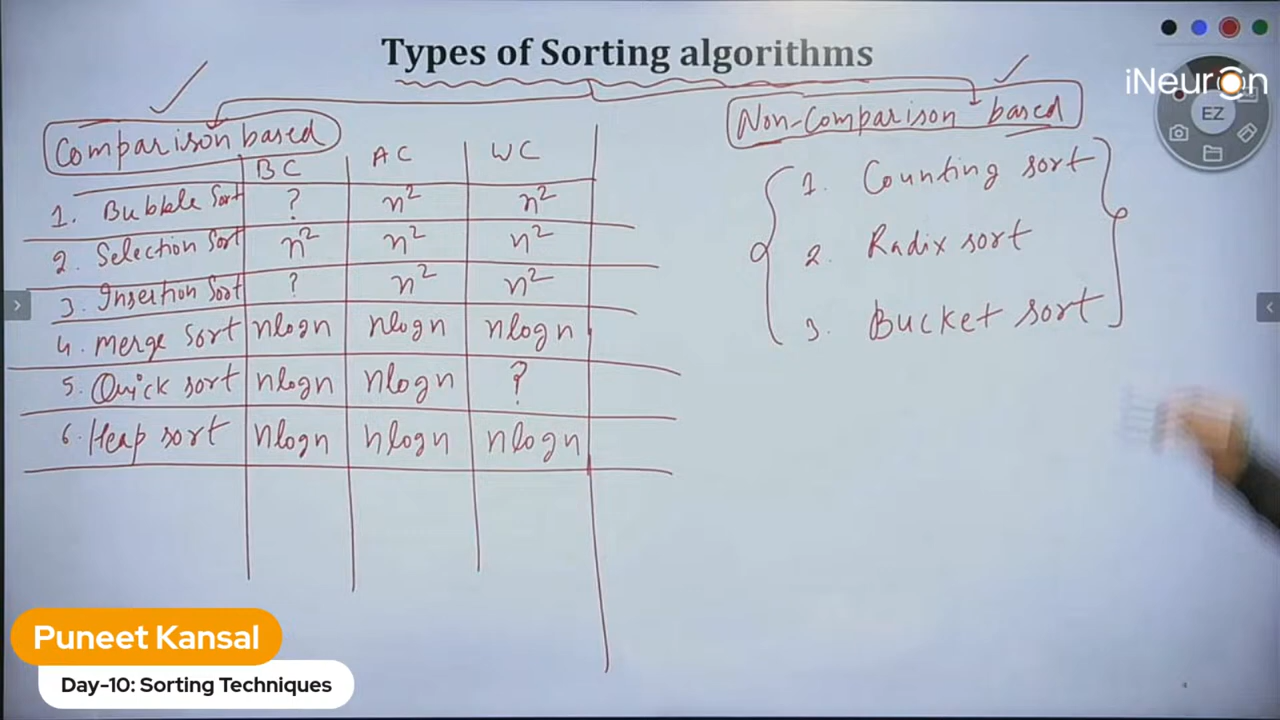 Types of Sorting algorithms
iNeuron
EZ
Comparison based
BC AC WC
1. Bubble Sort ? n² n²
2. Selection Sort n² n² n²
3. Insertion Sort ? n² n²
4. Merge Sort nlogn nlogn nlogn
5. Quick sort nlogn nlogn ?
6. Heap sort nlogn nlogn nlogn
Non-Comparison based
1. Counting sort
2. Radix sort
3. Bucket sort
Puneet Kansal
Day-10: Sorting Techniques
4